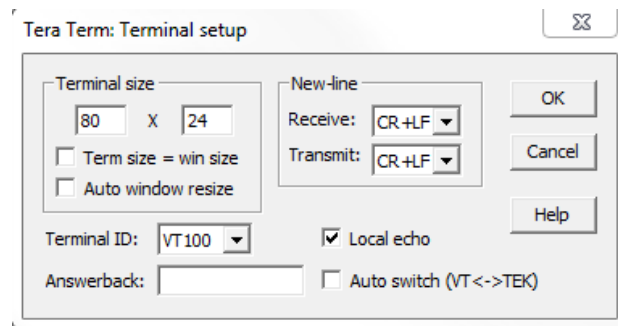 Tera Term: Terminal setup
Terminal size
80 X 24
Term size = win size
Auto window resize
New-line
Receive: CR+LF
Transmit: CR+LF
OK
Cancel
Help
Terminal ID: VT100
Local echo
Answerback:
Auto switch (VT<->TEK)